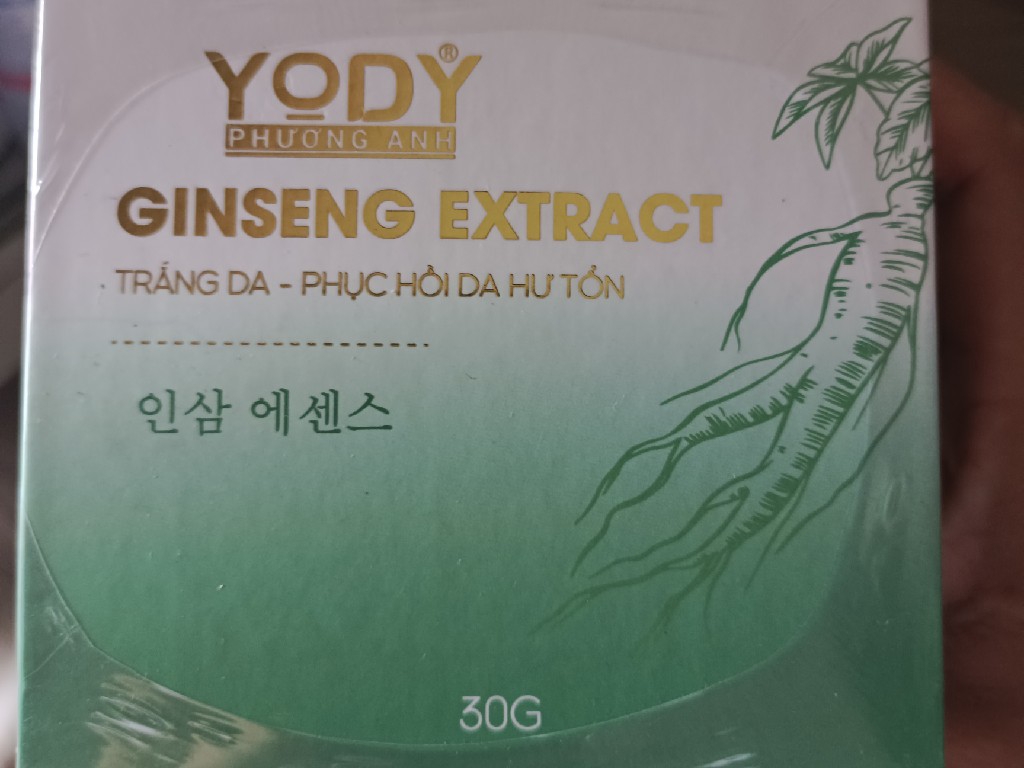 YODY®
PHƯƠNG ANH
GINSENG EXTRACT
TRẮNG DA - PHỤC HỒI DA HƯ TỔN
인삼 에센스
30G